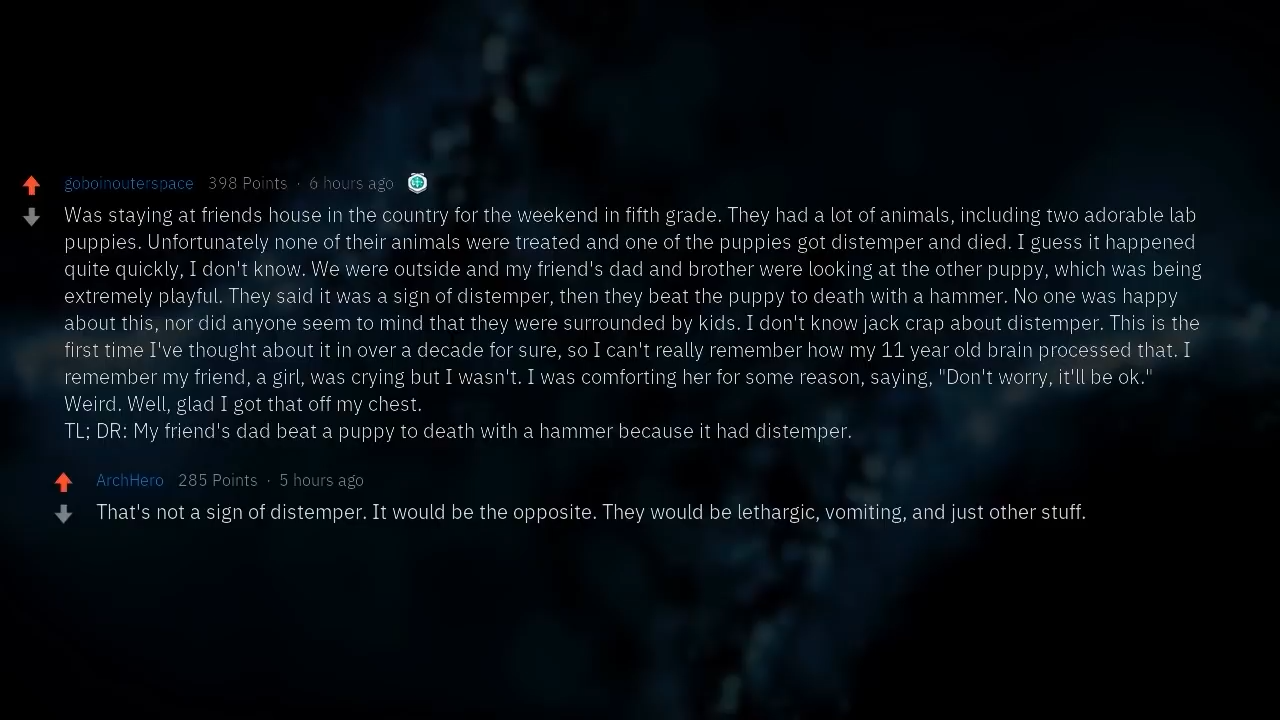 goboinouterspace 398 Points · 6 hours ago
Was staying at friends house in the country for the weekend in fifth grade. They had a lot of animals, including two adorable lab
puppies. Unfortunately none of their animals were treated and one of the puppies got distemper and died. I guess it happened
quite quickly, I don't know. We were outside and my friend's dad and brother were looking at the other puppy, which was being
extremely playful. They said it was a sign of distemper, then they beat the puppy to death with a hammer. No one was happy
about this, nor did anyone seem to mind that they were surrounded by kids. I don't know jack crap about distemper. This is the
first time I've thought about it in over a decade for sure, so I can't really remember how my 11 year old brain processed that. I
remember my friend, a girl, was crying but I wasn't. I was comforting her for some reason, saying, "Don't worry, it'll be ok."
Weird. Well, glad I got that off my chest.
TL; DR: My friend's dad beat a puppy to death with a hammer because it had distemper.
ArchHero 285 Points · 5 hours ago
That's not a sign of distemper. It would be the opposite. They would be lethargic, vomiting, and just other stuff.